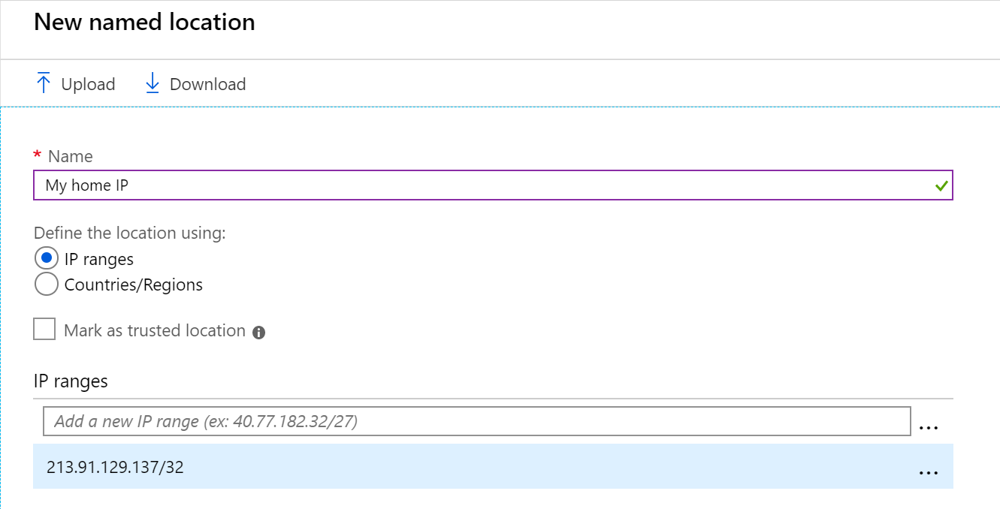 New named location
Upload Download
* Name
My home IP
Define the location using:
IP ranges
Countries/Regions
Mark as trusted location
IP ranges
Add a new IP range (ex: 40.77.182.32/27) ...
213.91.129.137/32 ...